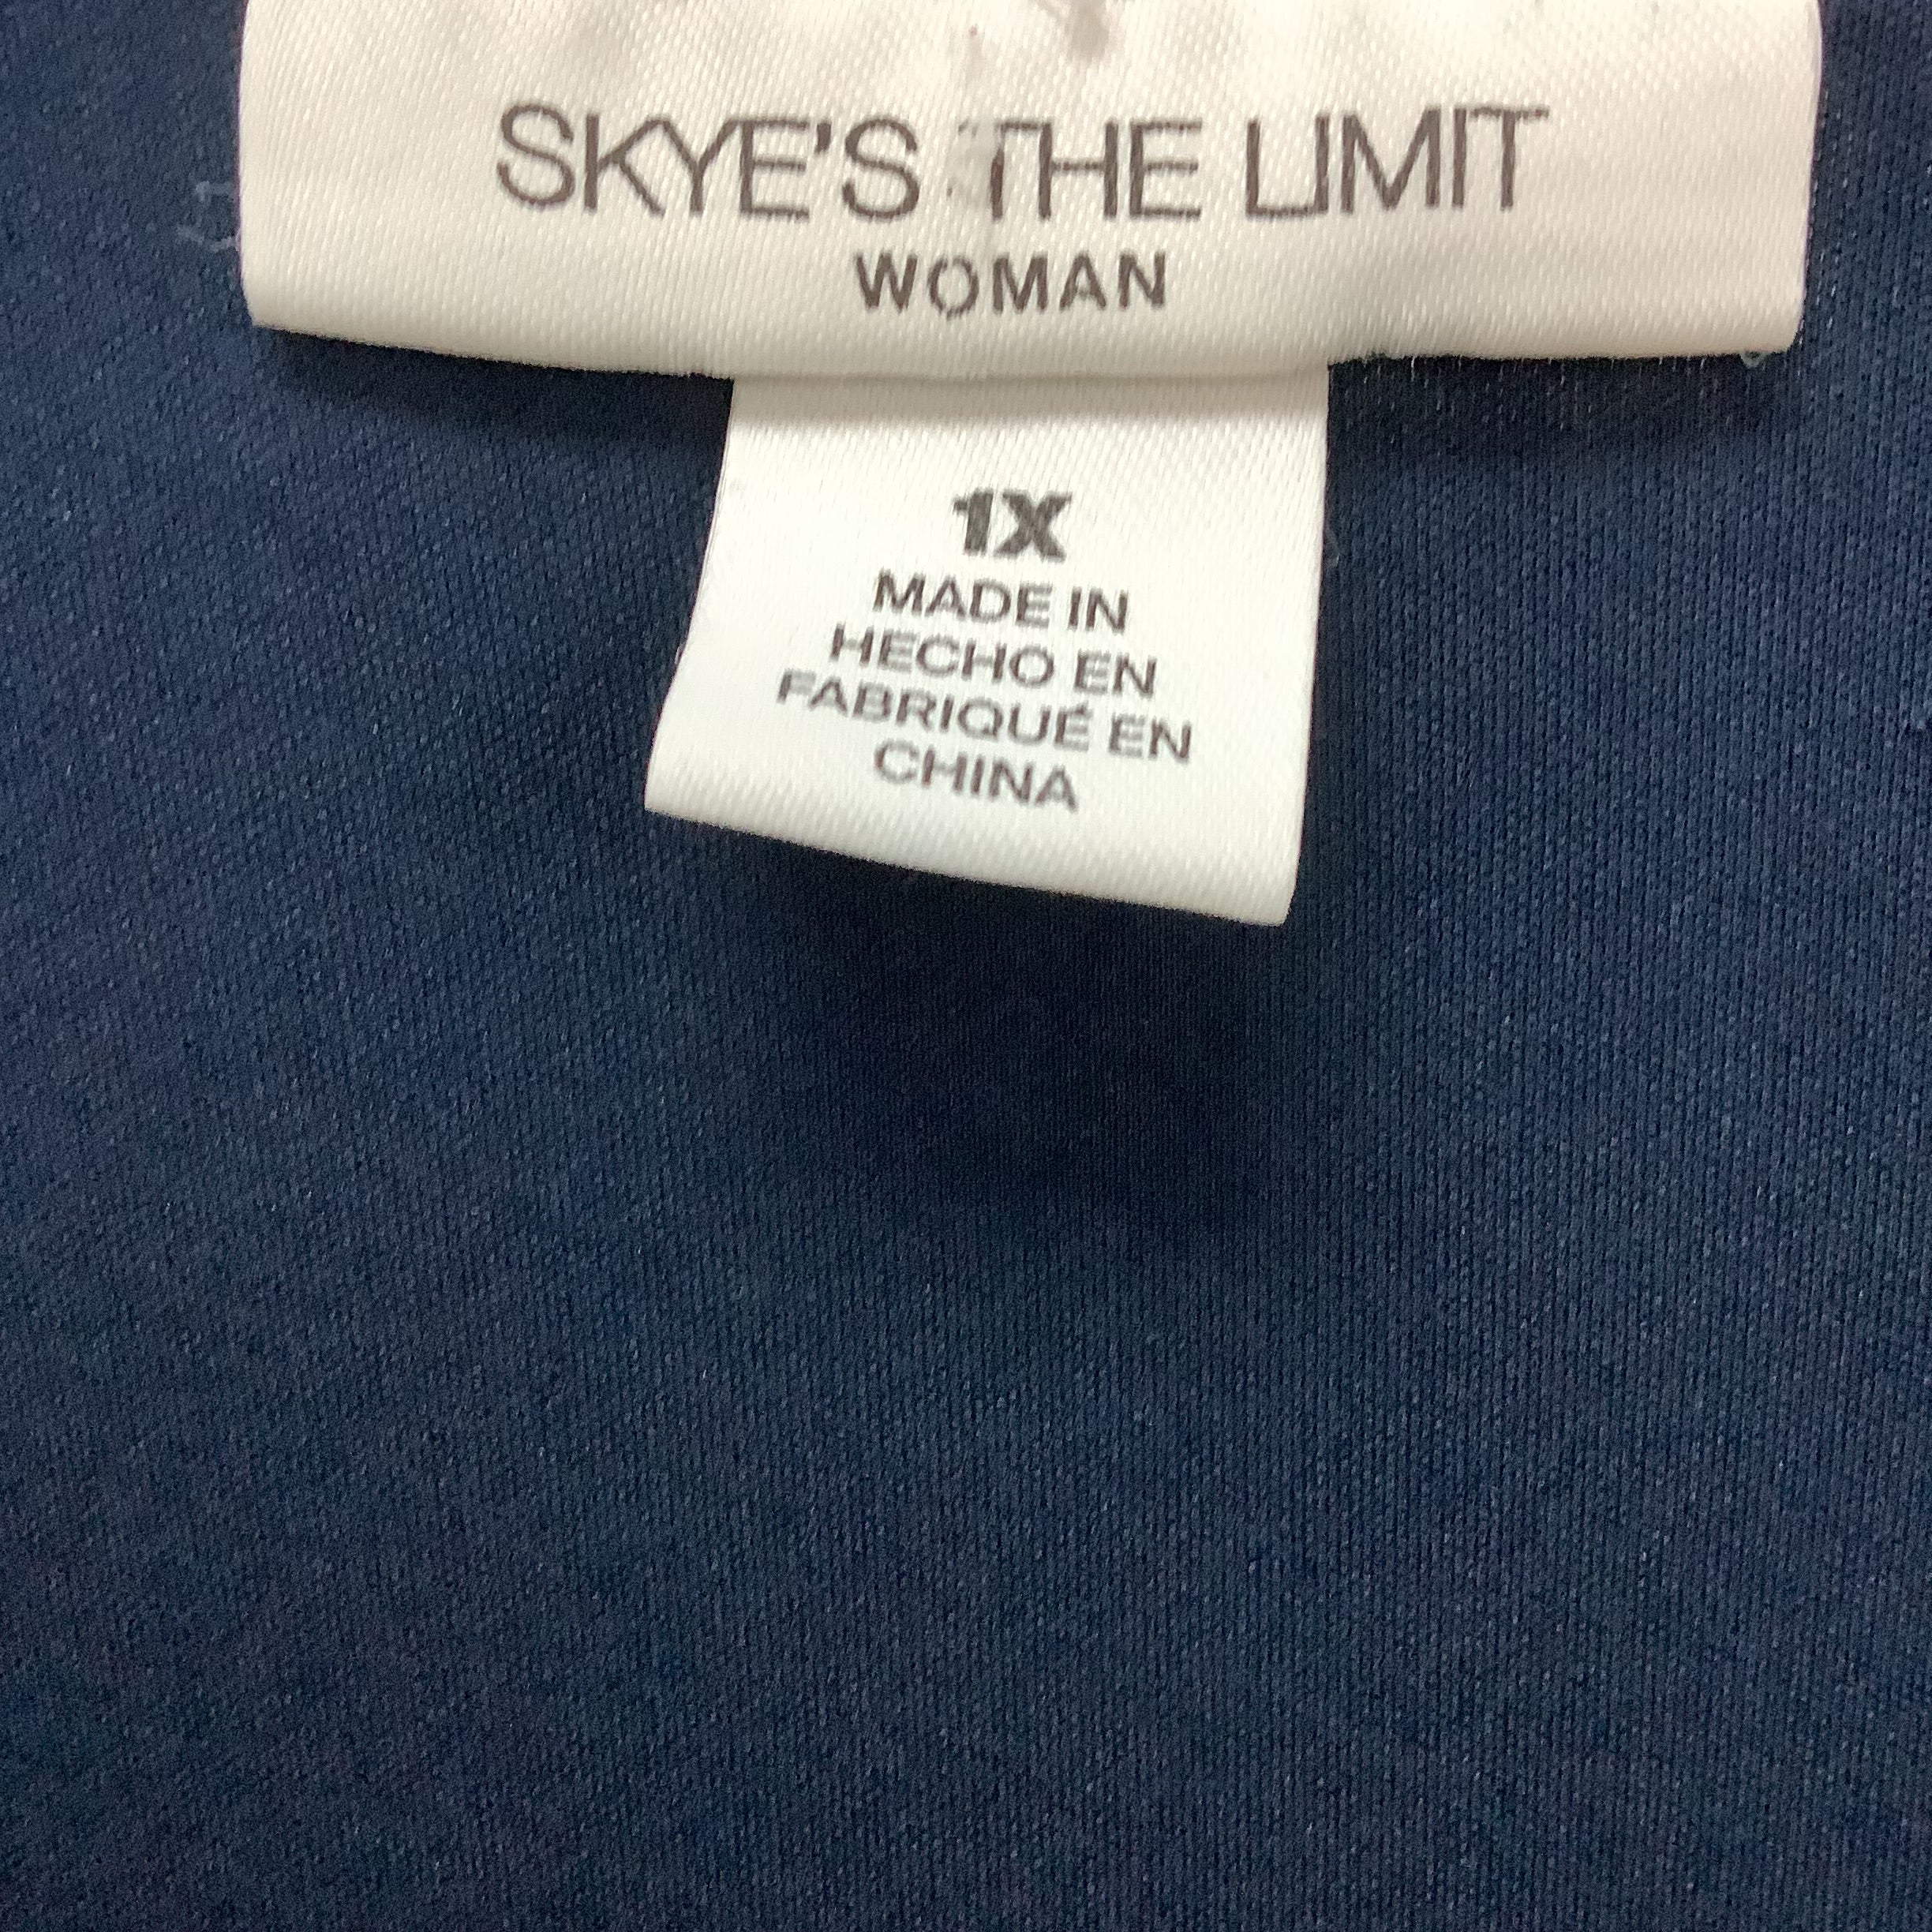 SKYE'S THE LIMIT
WOMAN
1X
MADE IN
HECHO EN
FABRIQUÉ EN
CHINA